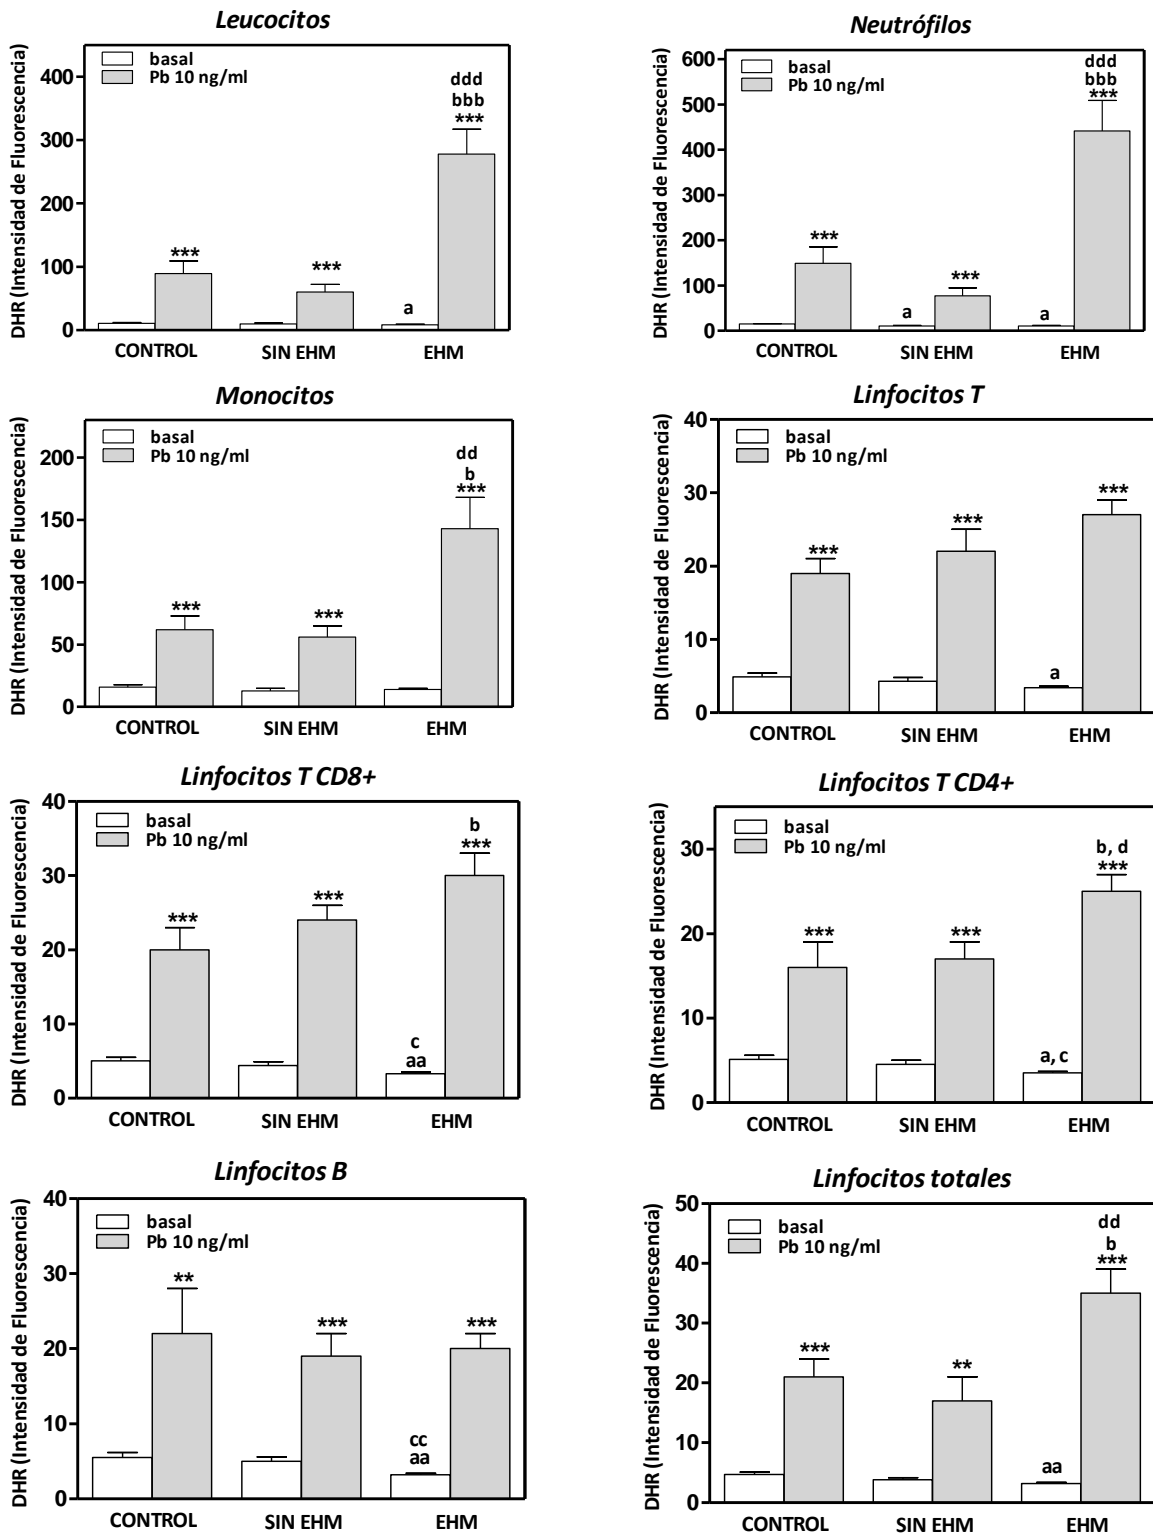 Leucocitos
DHR (Intensidad de Fluorescencia)
basal
Pb 10 ng/ml
400
300
200
100
0
***
***
a
ddd
bbb
***
CONTROL SIN EHM EHM
Neutrófilos
DHR (Intensidad de Fluorescencia)
basal
Pb 10 ng/ml
600
500
400
300
200
100
0
***
a
***
a
ddd
bbb
***
CONTROL SIN EHM EHM
Monocitos
DHR (Intensidad de Fluorescencia)
basal
Pb 10 ng/ml
200
150
100
50
0
***
***
dd
b
***
CONTROL SIN EHM EHM
Linfocitos T
DHR (Intensidad de Fluorescencia)
basal
Pb 10 ng/ml
40
30
20
10
0
***
***
a
***
CONTROL SIN EHM EHM
Linfocitos T CD8+
DHR (Intensidad de Fluorescencia)
basal
Pb 10 ng/ml
40
30
20
10
0
***
***
c
aa
b
***
CONTROL SIN EHM EHM
Linfocitos T CD4+
DHR (Intensidad de Fluorescencia)
basal
Pb 10 ng/ml
30
20
10
0
***
***
a, c
b, d
***
CONTROL SIN EHM EHM
Linfocitos B
DHR (Intensidad de Fluorescencia)
basal
Pb 10 ng/ml
40
30
20
10
0
**
***
cc
aa
***
CONTROL SIN EHM EHM
Linfocitos totales
DHR (Intensidad de Fluorescencia)
basal
Pb 10 ng/ml
50
40
30
20
10
0
***
**
aa
dd
b
***
CONTROL SIN EHM EHM